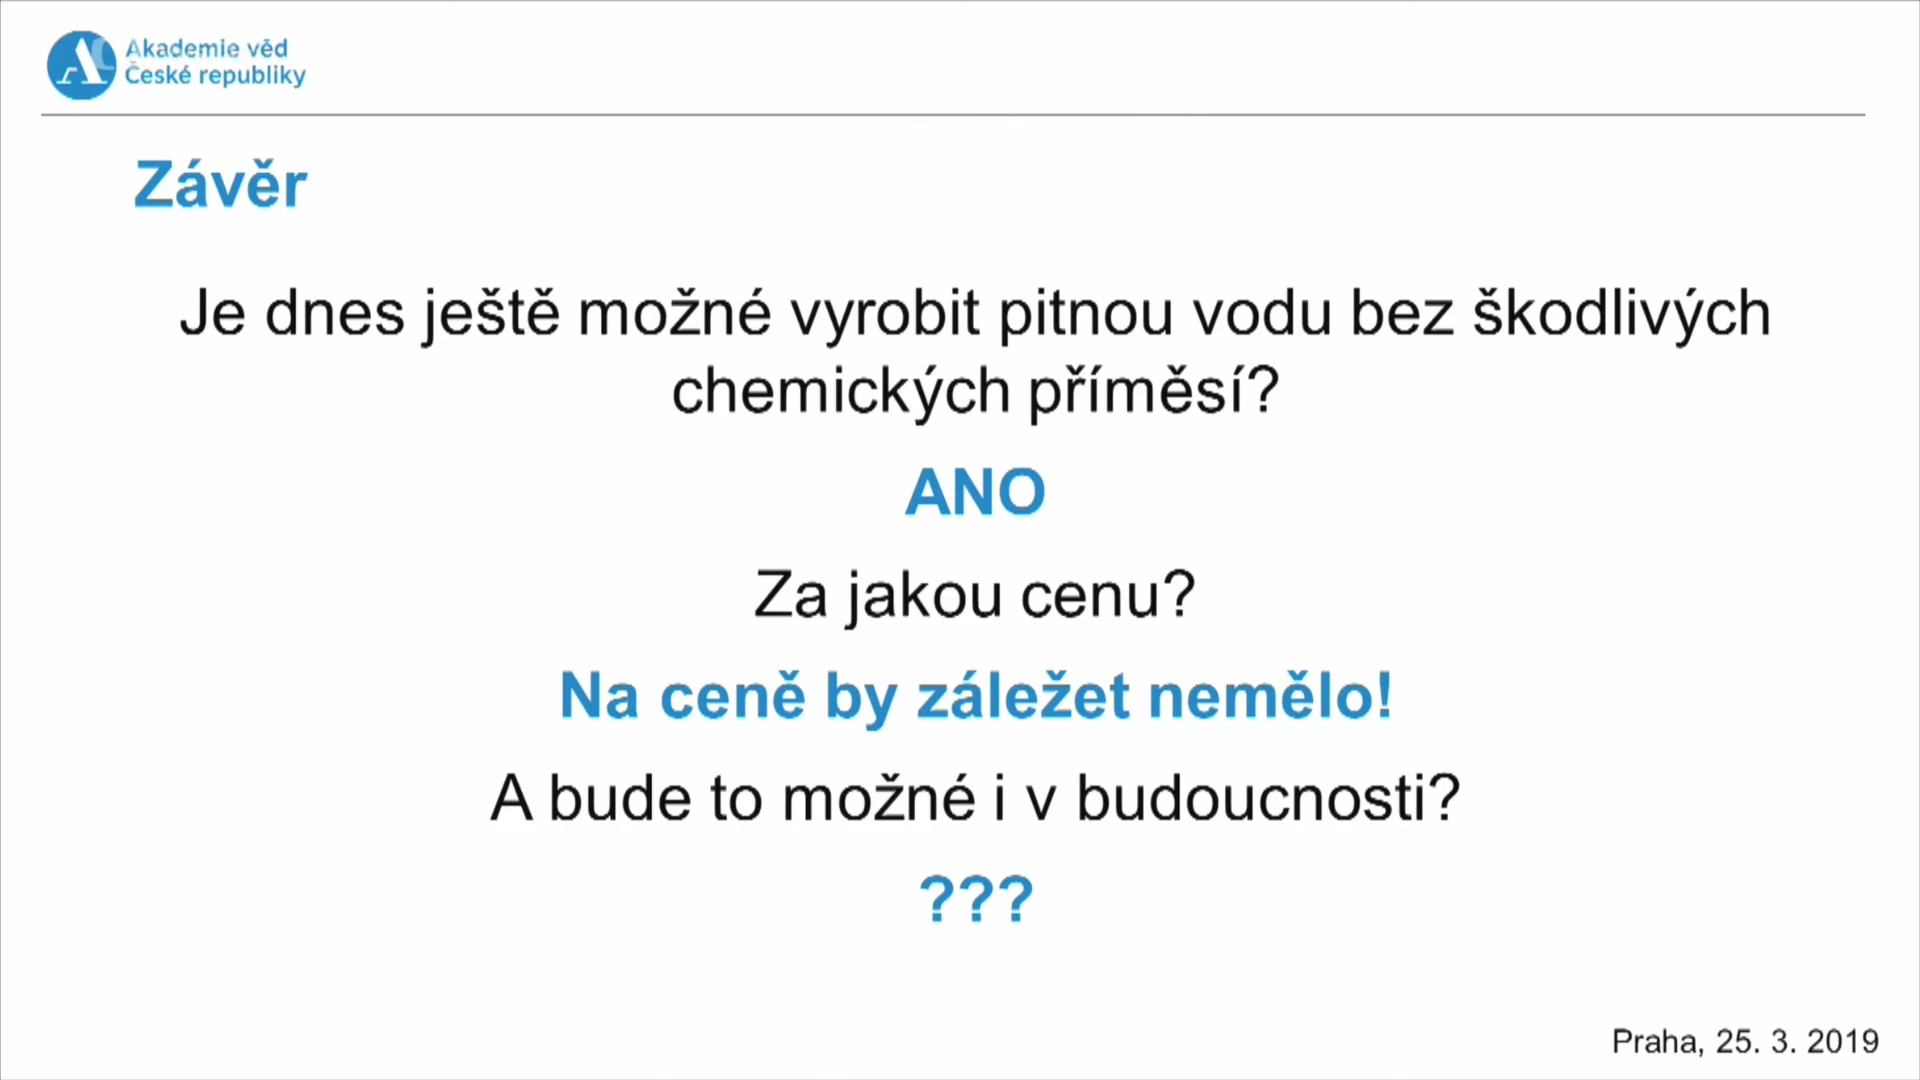 Akademie věd
České republiky
Závěr
Je dnes ještě možné vyrobit pitnou vodu bez škodlivých
chemických příměsí?
ANO
Za jakou cenu?
Na ceně by záležet nemělo!
A bude to možné i v budoucnosti?
???
Praha, 25. 3. 2019